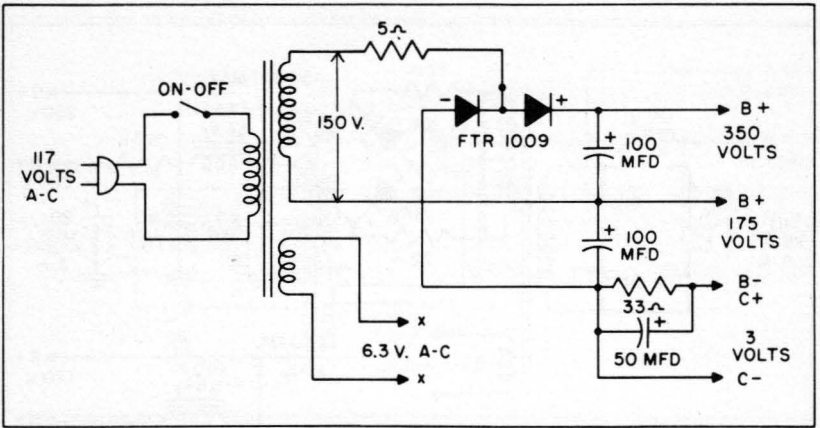 5Ω
ON-OFF
150 V.
- +
FTR 1009
117
VOLTS
A-C
+ 100
MFD
B +
350
VOLTS
B +
175
VOLTS
+ 100
MFD
B-
C+
33Ω
+
50 MFD
3
VOLTS
C-
X
6.3 V. A-C
X